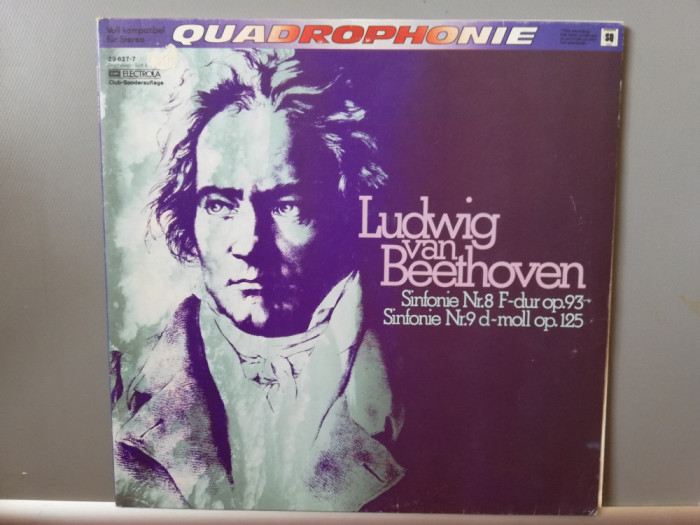 Voll kompatibel
für Stereo
QUADROPHONIE
SQ
29 627-7
EMI ELECTROLA
Club-Sonderauflage
Ludwig
van
Beethoven
Sinfonie Nr.8 F-dur op.93
Sinfonie Nr.9 d-moll op.125